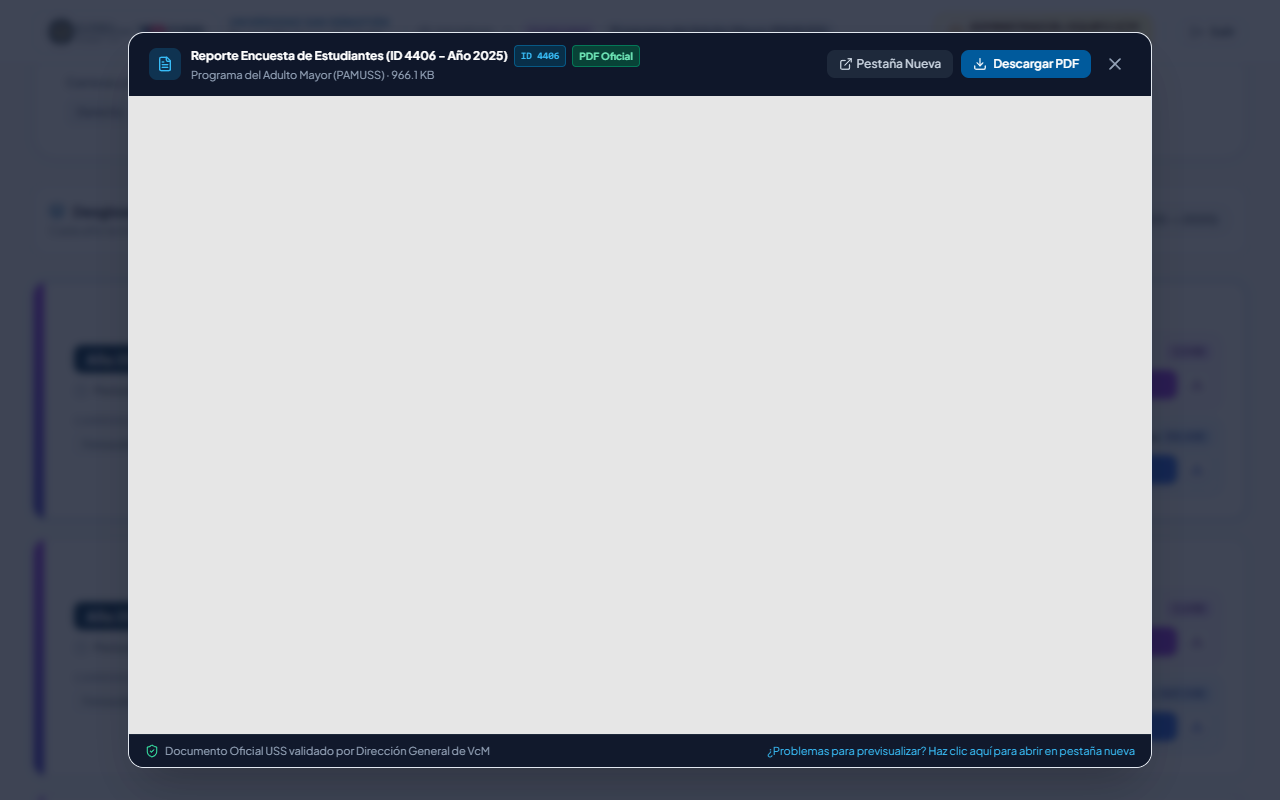 Reporte Encuesta de Estudiantes (ID 4406 – Año 2025) ID 4406 PDF Oficial
Programa del Adulto Mayor (PAMUSS) · 966.1 KB
Pestaña Nueva
Descargar PDF
Documento Oficial USS validado por Dirección General de VcM
¿Problemas para previsualizar? Haz clic aquí para abrir en pestaña nueva